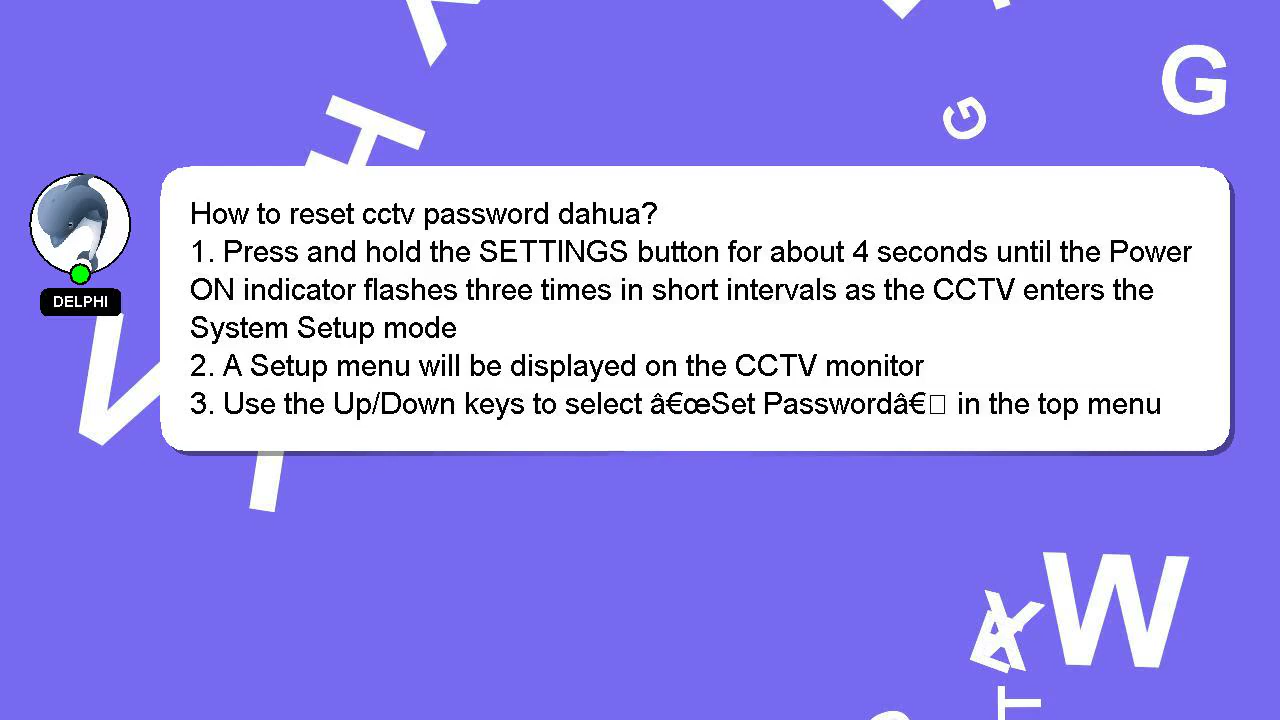 How to reset cctv password dahua?
1. Press and hold the SETTINGS button for about 4 seconds until the Power
ON indicator flashes three times in short intervals as the CCTV enters the
System Setup mode
2. A Setup menu will be displayed on the CCTV monitor
3. Use the Up/Down keys to select â€œSet Passwordâ€□ in the top menu
DELPHI
G
G
H
W
T